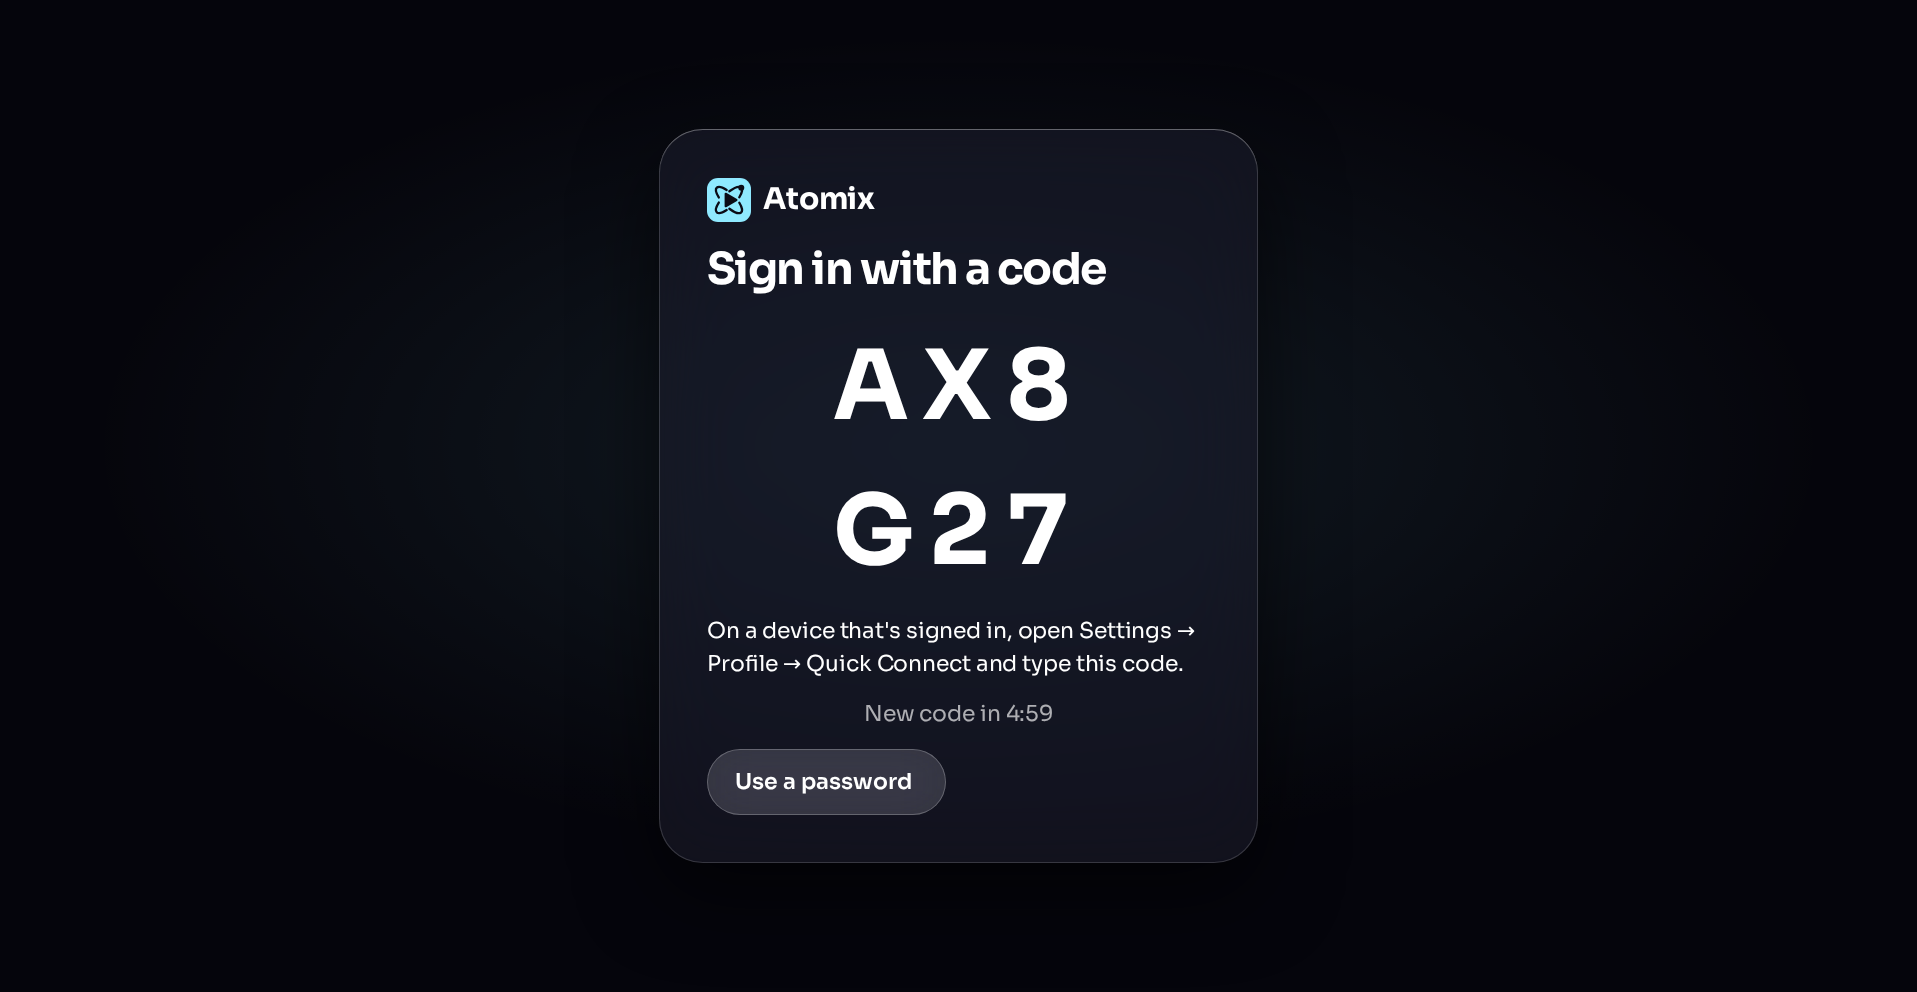 Atomix
Sign in with a code
AX8
G27
On a device that's signed in, open Settings →
Profile → Quick Connect and type this code.
New code in 4:59
Use a password